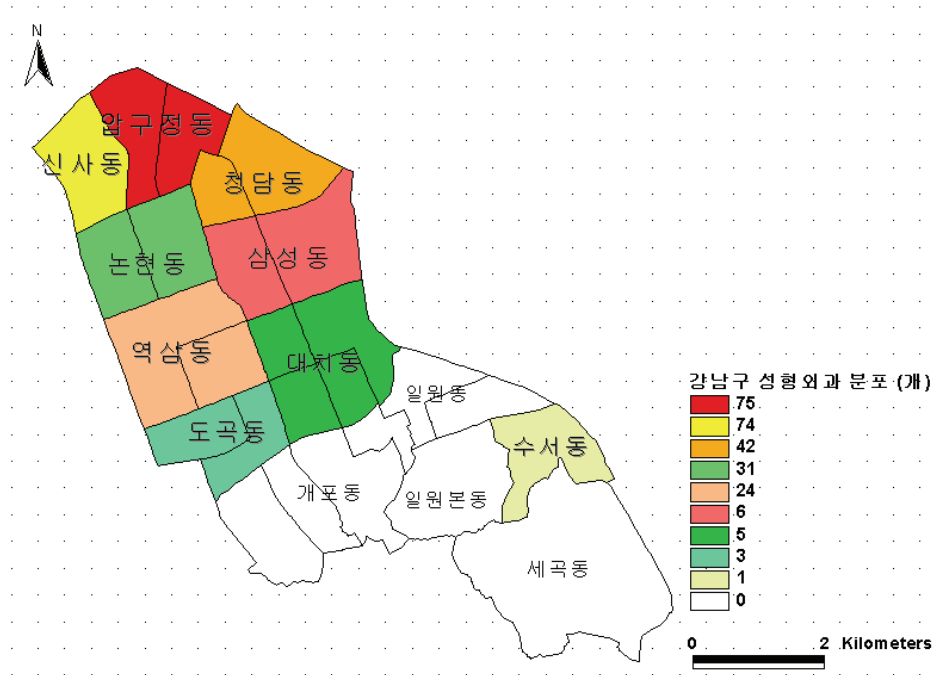 N
압구정동
신사동
청담동
논현동
삼성동
역삼동
대치동
일원동
도곡동
수서동
개포동
일원본동
세곡동
강남구 성형외과 분포 (개)
75
74
42
31
24
6
5
3
1
0
0 2 Kilometers